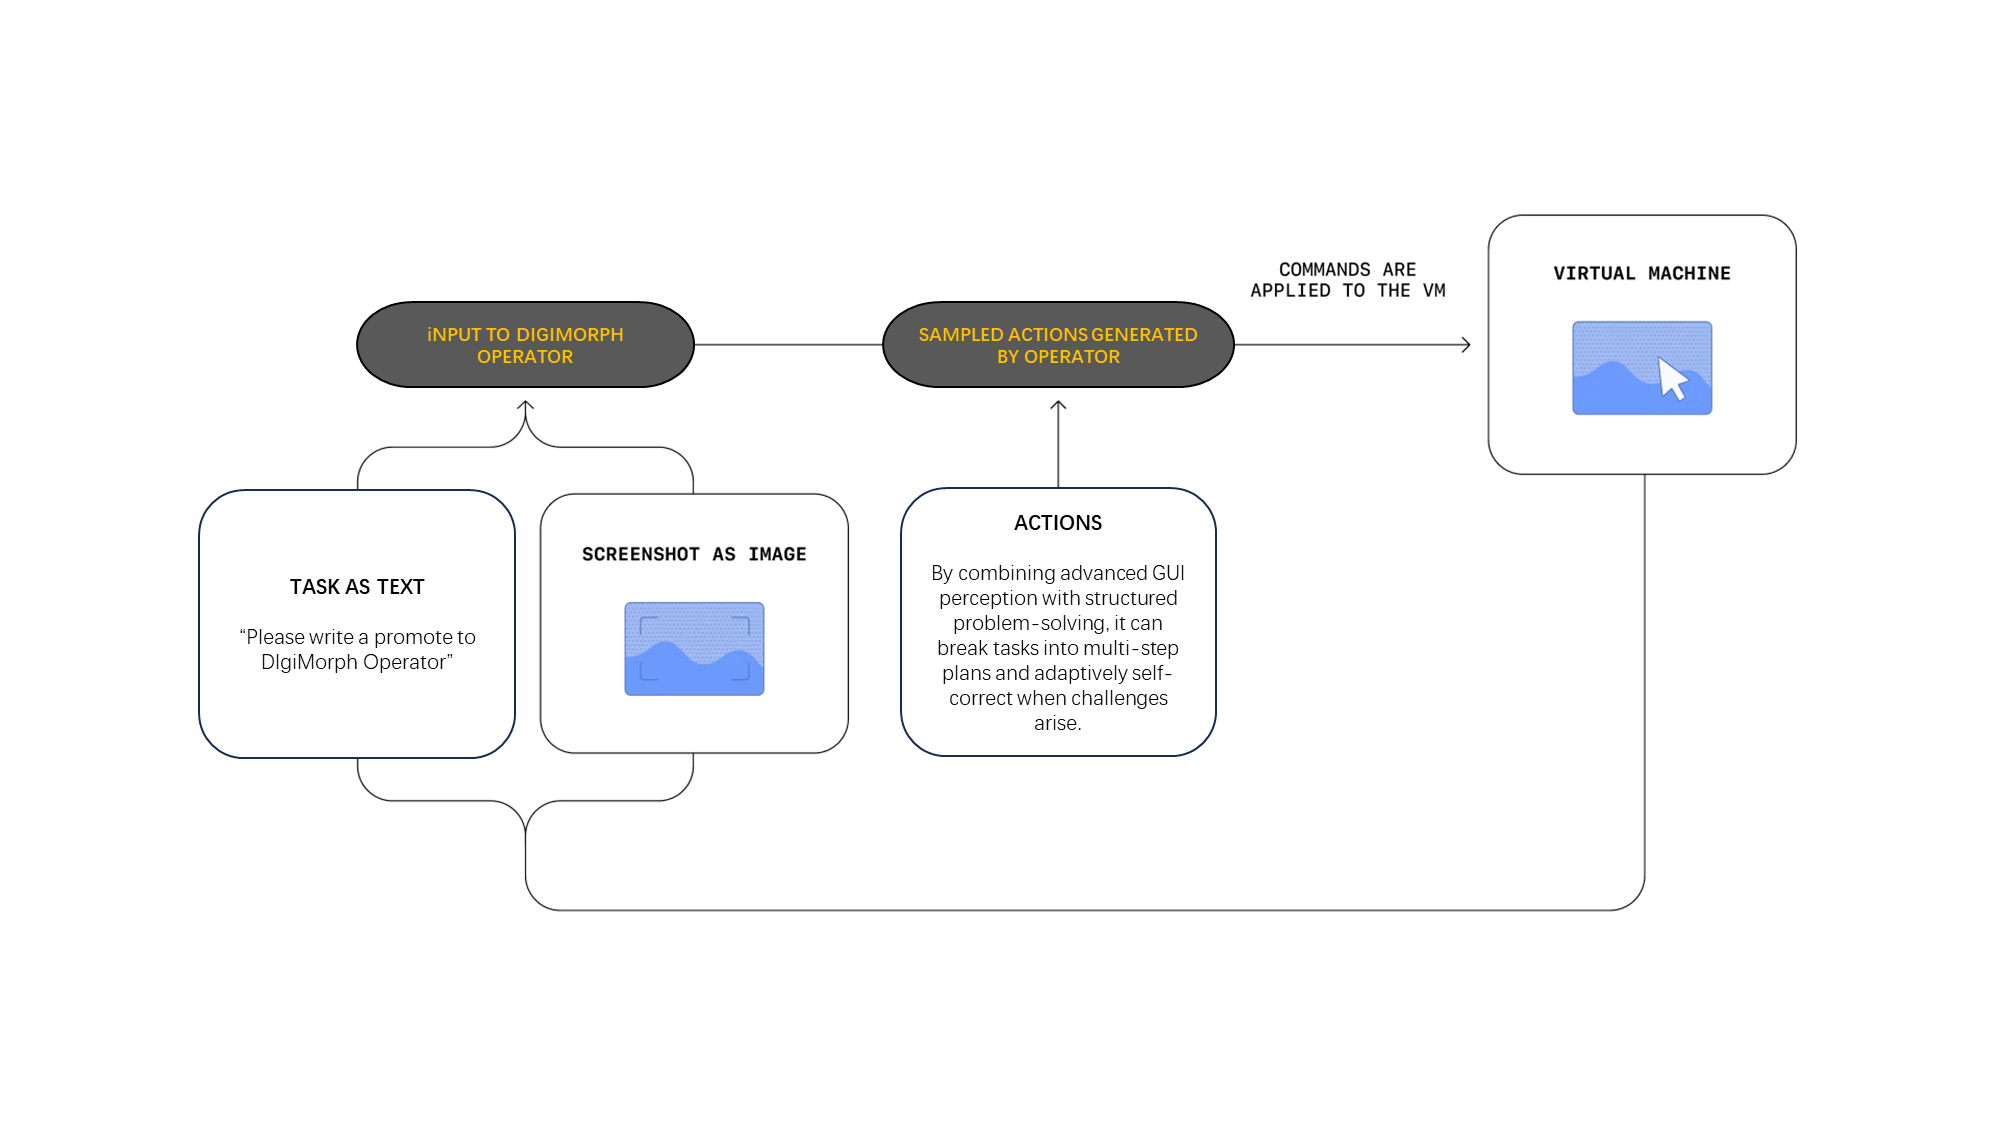 iNPUT TO DIGIMORPH
OPERATOR
SAMPLED ACTIONS GENERATED
BY OPERATOR
COMMANDS ARE
APPLIED TO THE VM
VIRTUAL MACHINE
TASK AS TEXT
“Please write a promote to
DIgiMorph Operator”
SCREENSHOT AS IMAGE
ACTIONS
By combining advanced GUI
perception with structured
problem-solving, it can
break tasks into multi-step
plans and adaptively self-
correct when challenges
arise.